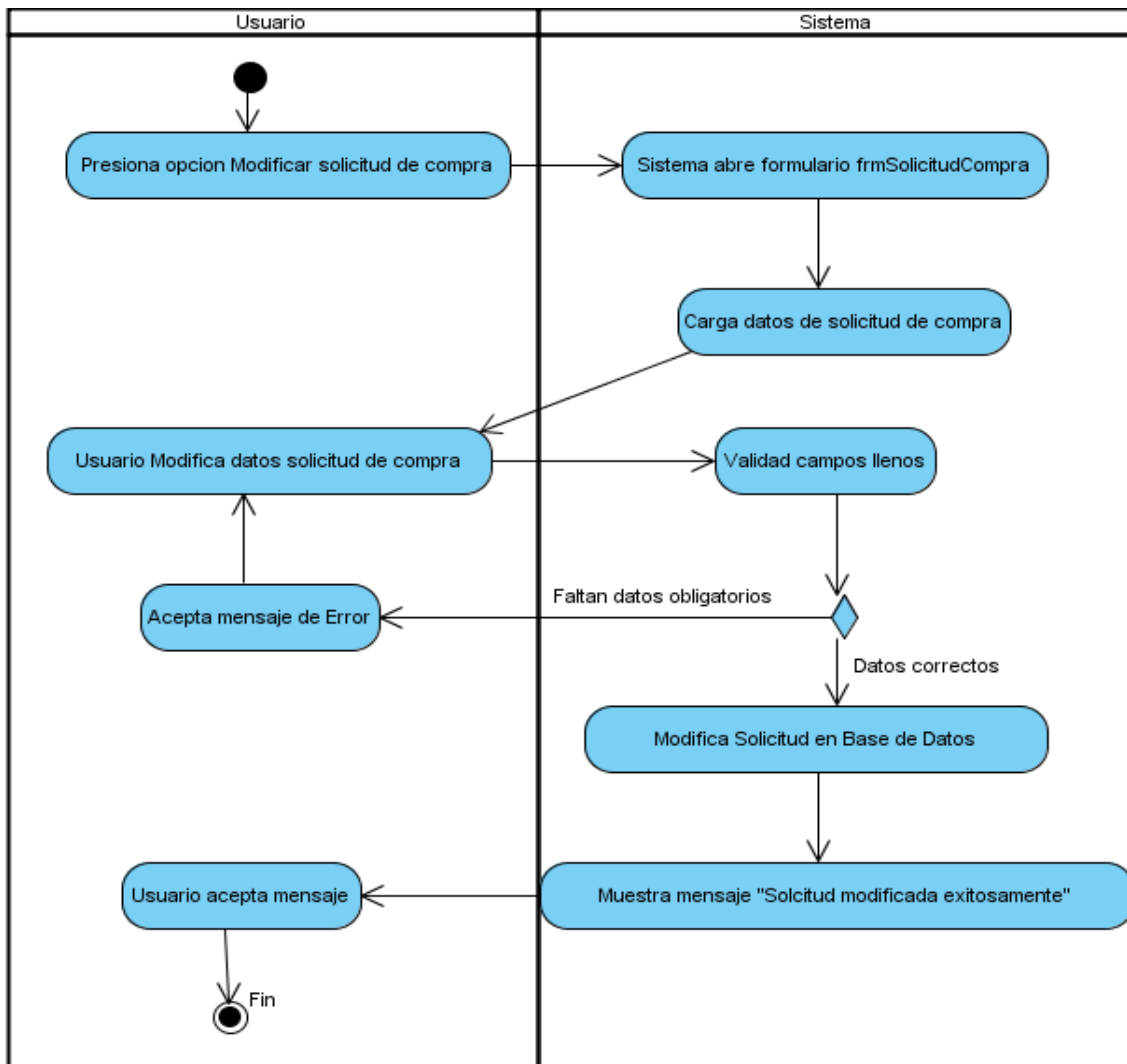 Usuario
Sistema
Presiona opcion Modificar solicitud de compra
Sistema abre formulario frmSolicitudCompra
Carga datos de solicitud de compra
Usuario Modifica datos solicitud de compra
Validad campos llenos
Faltan datos obligatorios
Acepta mensaje de Error
Datos correctos
Modifica Solicitud en Base de Datos
Usuario acepta mensaje
Muestra mensaje "Solcitud modificada exitosamente"
Fin